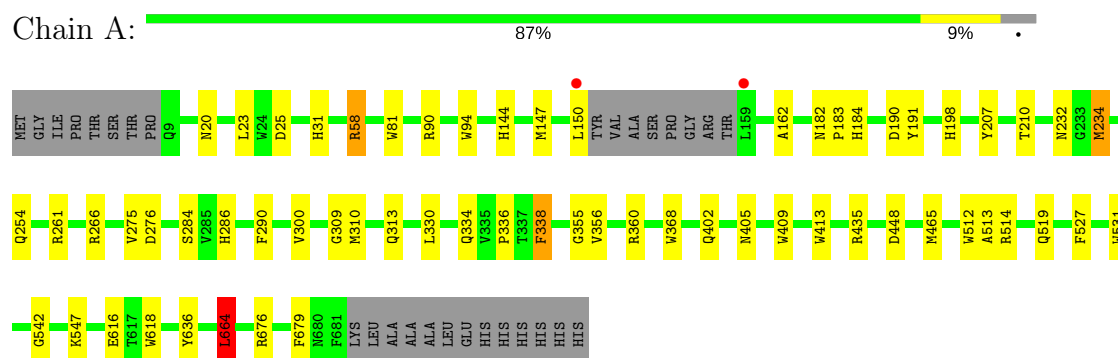 Chain A:
87% 9% •
MET GLY ILE PRO THR SER THR PRO Q9 N20 L23 W24 D25 H31 R58 W81 R90 W94 H144 M147 L150 TYR VAL ALA SER PRO GLY ARG THR L159 A162 N182 P183 H184 D190 Y191 H198 Y207 T210 N232 G233 M234
Q254 R261 R266 V275 D276 S284 V285 H286 F290 V300 G309 M310 Q313 L330 Q334 V335 P336 T337 F338 G355 V356 R360 W368 Q402 N405 W409 W413 R435 D448 M465 W512 A513 R514 Q519 F527
G542 K547 E616 T617 W618 Y636 L664 R676 F679 N680 F681 LYS LEU ALA ALA ALA LEU GLU HIS HIS HIS HIS HIS HIS